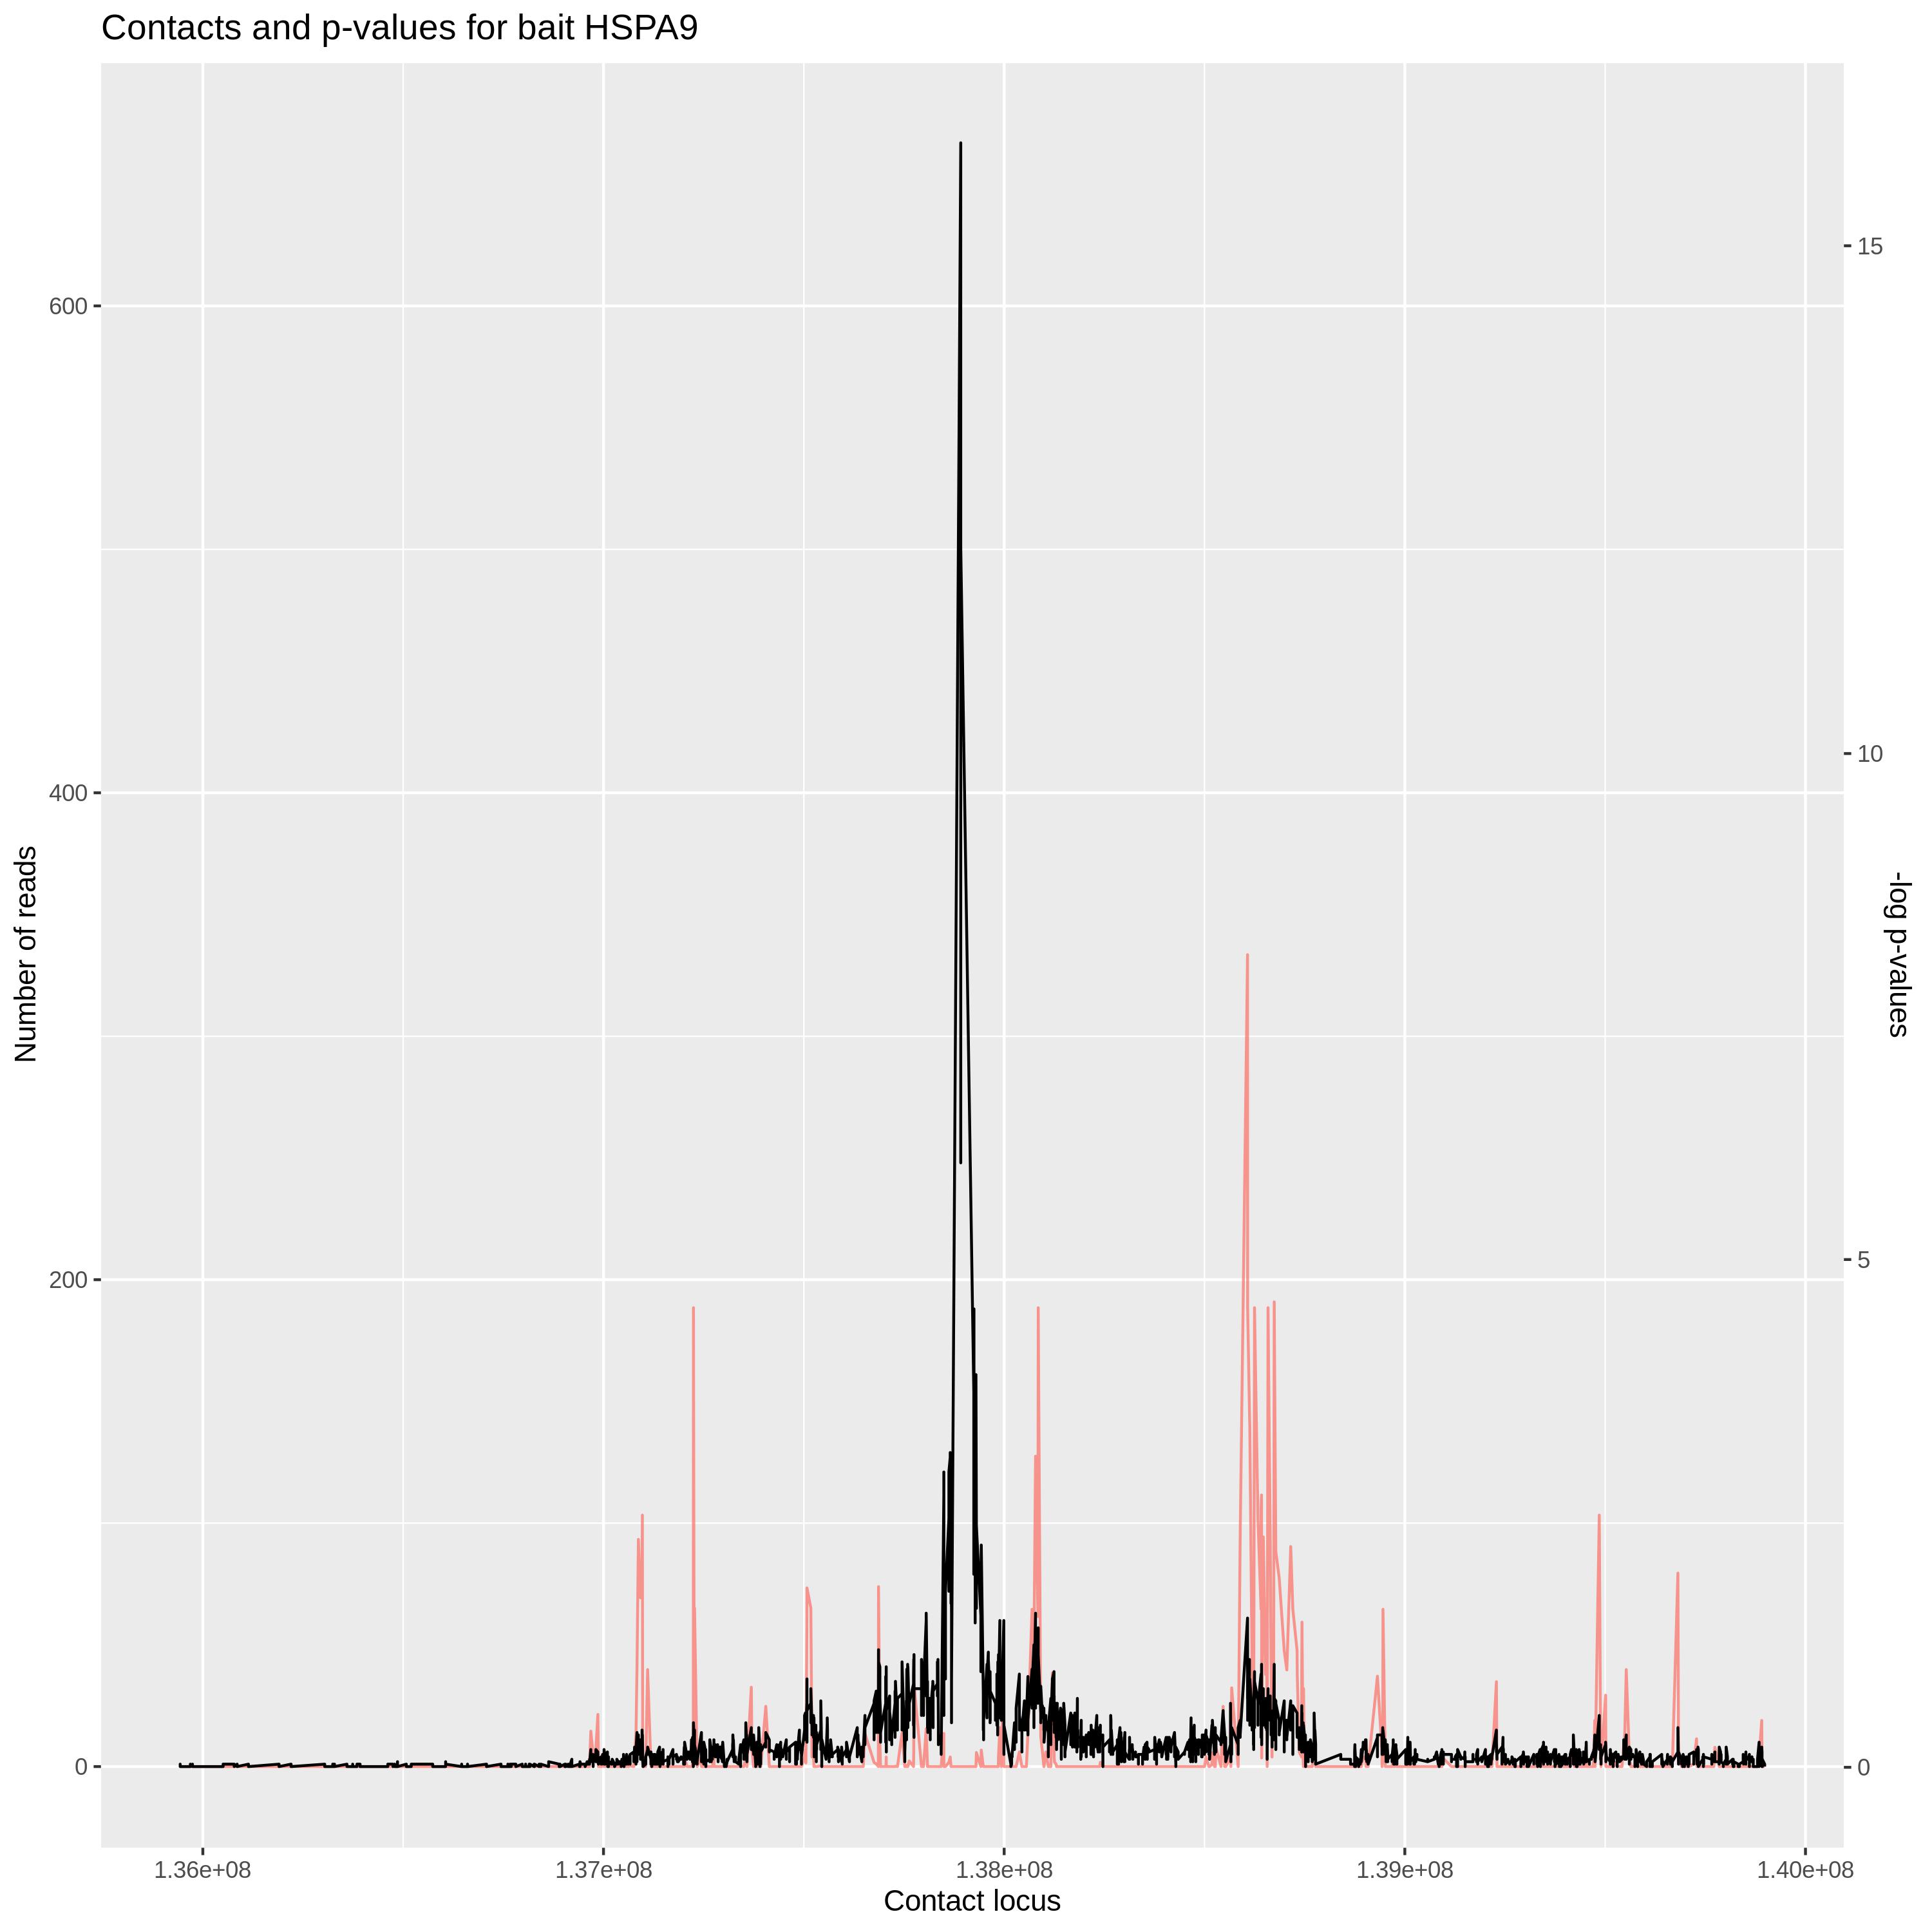 Contacts and p-values for bait HSPA9
Number of reads
600
400
200
0
15
10
5
0
-log p-values
1.36e+08
1.37e+08
1.38e+08
1.39e+08
1.40e+08
Contact locus